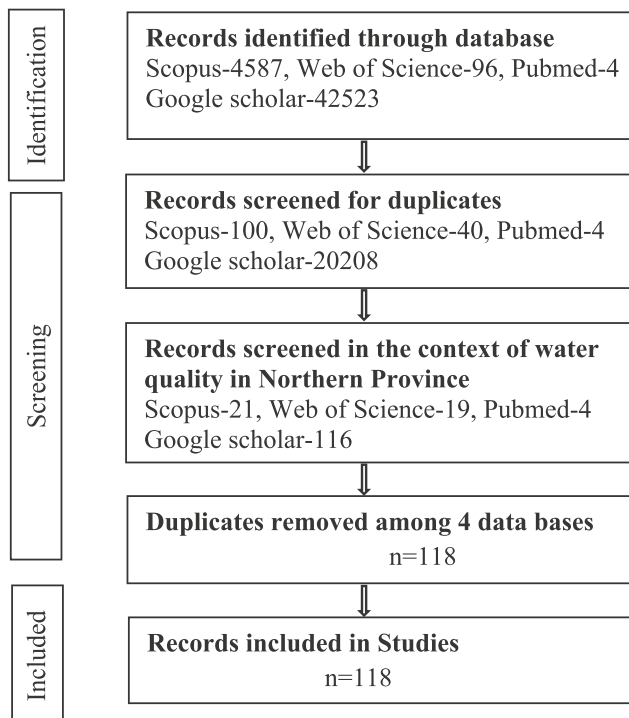 Identification
Records identified through database
Scopus-4587, Web of Science-96, Pubmed-4
Google scholar-42523
Screening
Records screened for duplicates
Scopus-100, Web of Science-40, Pubmed-4
Google scholar-20208
Records screened in the context of water
quality in Northern Province
Scopus-21, Web of Science-19, Pubmed-4
Google scholar-116
Duplicates removed among 4 data bases
n=118
Included
Records included in Studies
n=118